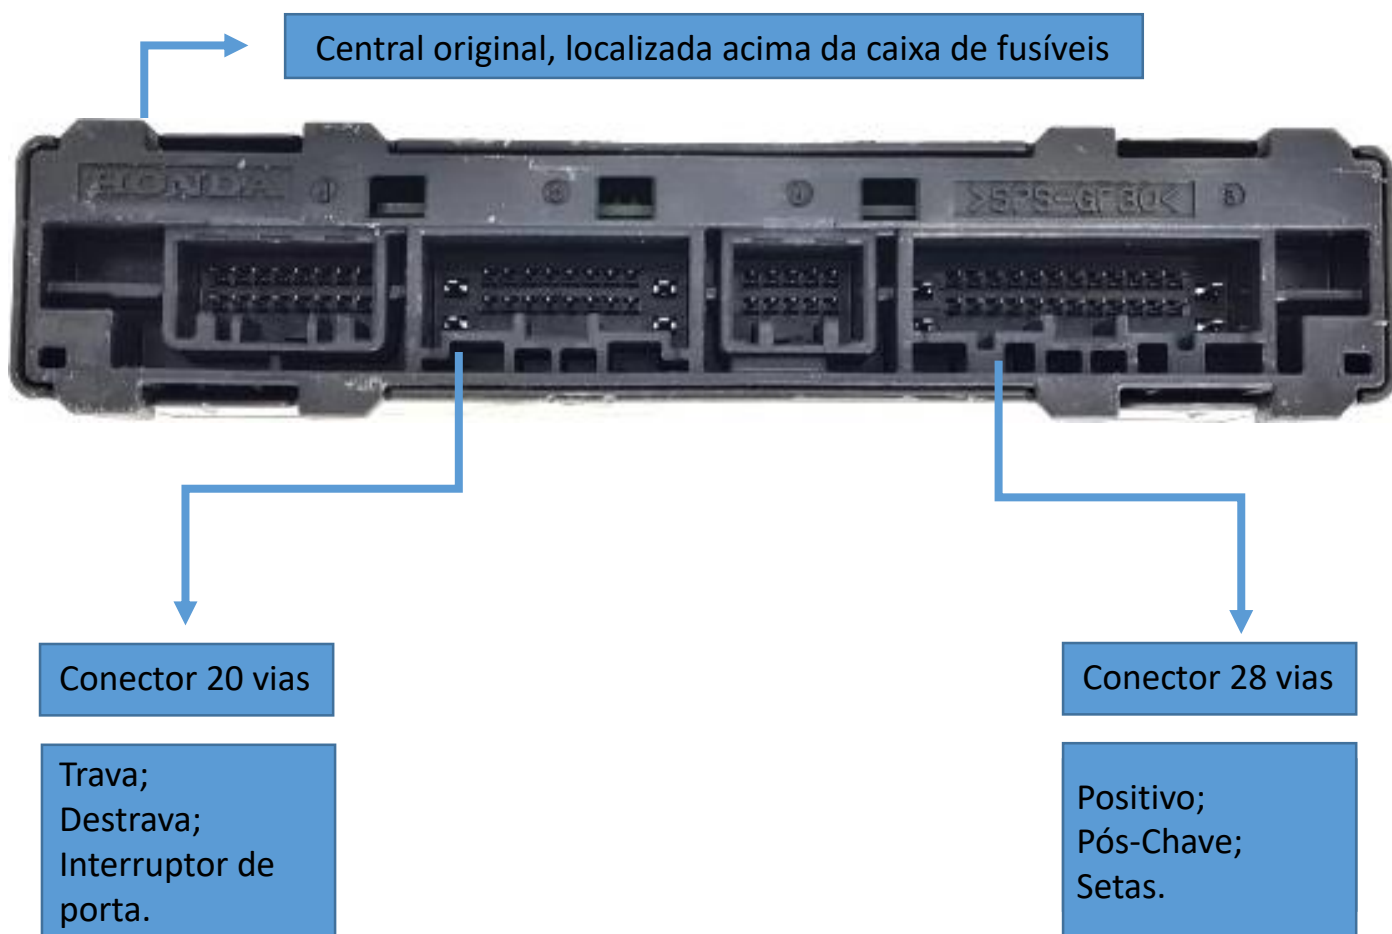 Central original, localizada acima da caixa de fusíveis
HONDA
Conector 20 vias
Conector 28 vias
Trava;
Destrava;
Interruptor de
porta.
Positivo;
Pós-Chave;
Setas.